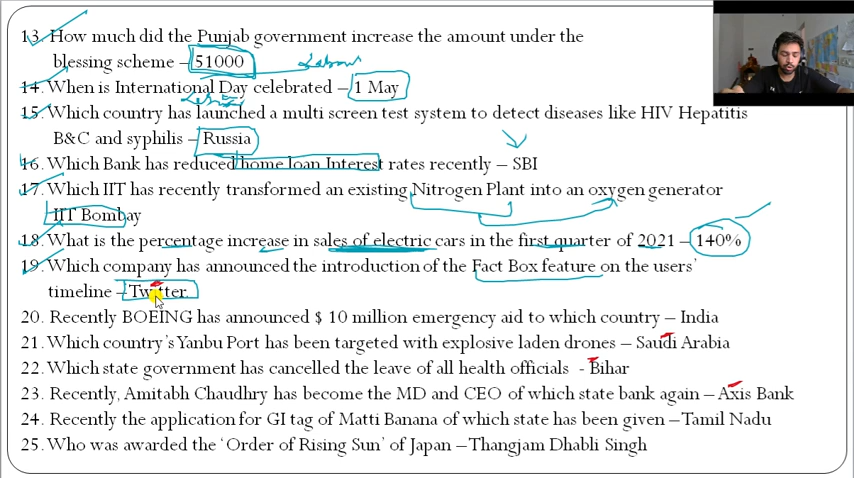 13. How much did the Punjab government increase the amount under the
blessing scheme – 51000
Labour
14. When is International Day celebrated – 1 May
Labour
15. Which country has launched a multi screen test system to detect diseases like HIV Hepatitis
B&C and syphilis – Russia
16. Which Bank has reduced home loan Interest rates recently – SBI
17. Which IIT has recently transformed an existing Nitrogen Plant into an oxygen generator
IIT Bombay
18. What is the percentage increase in sales of electric cars in the first quarter of 2021 – 140%
19. Which company has announced the introduction of the Fact Box feature on the users'
timeline – Twitter.
20. Recently BOEING has announced $ 10 million emergency aid to which country – India
21. Which country's Yanbu Port has been targeted with explosive laden drones – Saudi Arabia
22. Which state government has cancelled the leave of all health officials - Bihar
23. Recently, Amitabh Chaudhry has become the MD and CEO of which state bank again – Axis Bank
24. Recently the application for GI tag of Matti Banana of which state has been given –Tamil Nadu
25. Who was awarded the 'Order of Rising Sun' of Japan –Thangjam Dhabli Singh